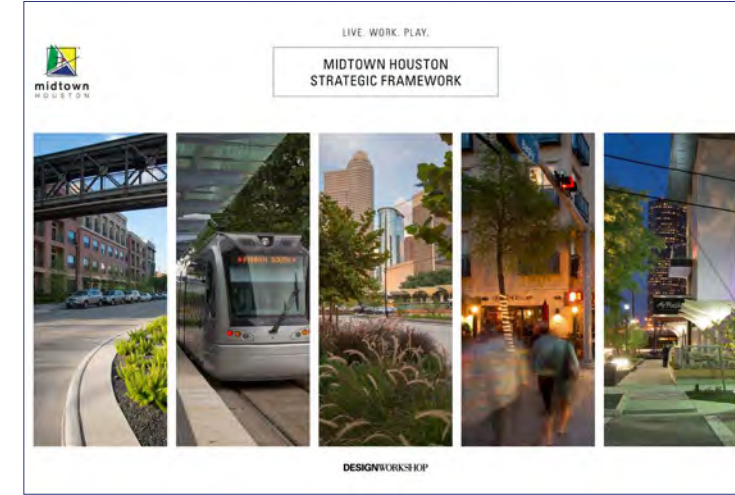 LIVE. WORK. PLAY.
MIDTOWN HOUSTON
STRATEGIC FRAMEWORK
midtown
HOUSTON
DESIGNWORKSHOP